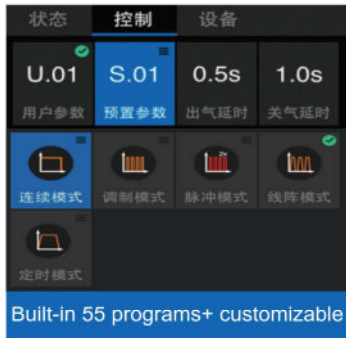 状态 控制 设备
U.01 S.01 0.5s 1.0s
用户参数 预置参数 出气延时 关气延时
2x
连续模式 调制模式 脉冲模式 线阵模式
定时模式
Built-in 55 programs+ customizable